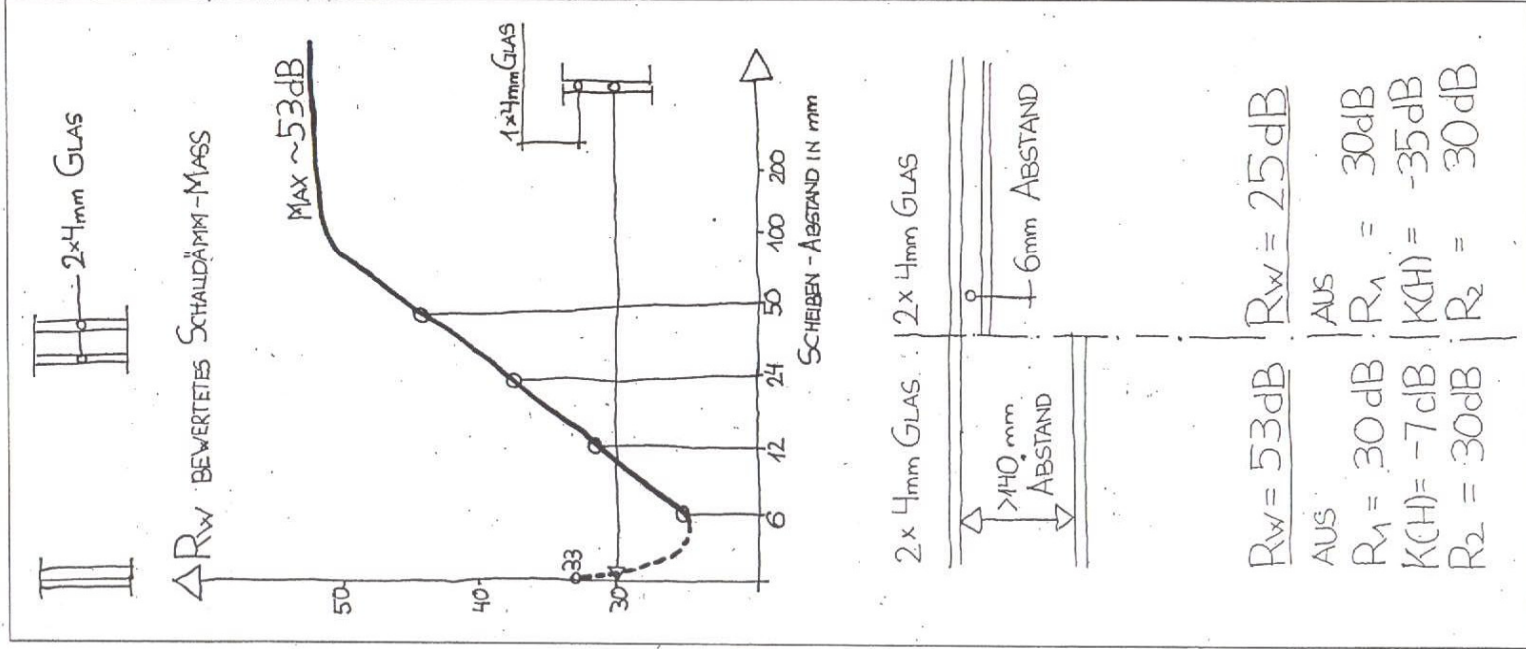 2x4mm GLAS
RW BEWERTETES SCHALLDÄMM-MASS
MAX ~53dB
50
40
33
30
1x4mm GLAS
6
12
24
50
100
200
SCHEIBEN-ABSTAND IN mm
2x 4mm GLAS
>140 mm
ABSTAND
2x 4mm GLAS
6mm ABSTAND
RW = 53dB
AUS
R1 = 30dB
K(H) = -7dB
R2 = 30dB
RW = 25dB
AUS
R1 = 30dB
K(H) = -35dB
R2 = 30dB